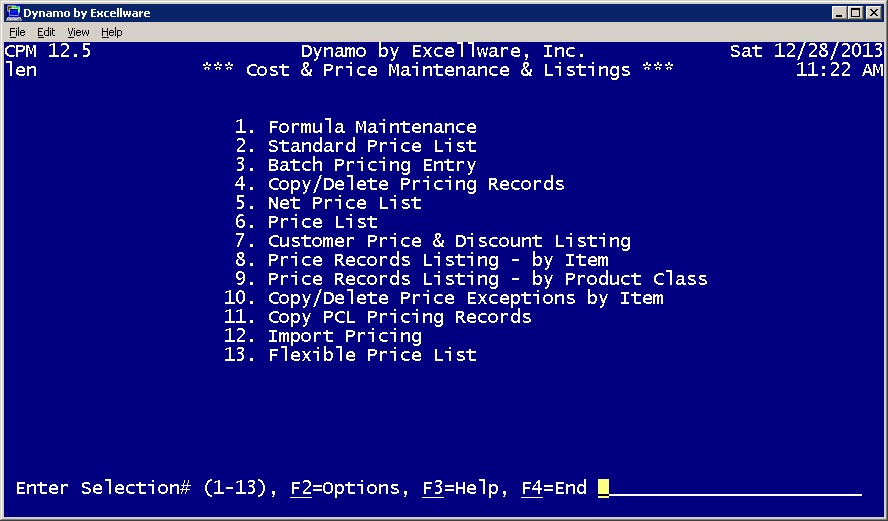 Dynamo by Excellware
File Edit View Help
CPM 12.5 Dynamo by Excellware, Inc. Sat 12/28/2013
len *** Cost & Price Maintenance & Listings *** 11:22 AM
1. Formula Maintenance
2. Standard Price List
3. Batch Pricing Entry
4. Copy/Delete Pricing Records
5. Net Price List
6. Price List
7. Customer Price & Discount Listing
8. Price Records Listing - by Item
9. Price Records Listing - by Product Class
10. Copy/Delete Price Exceptions by Item
11. Copy PCL Pricing Records
12. Import Pricing
13. Flexible Price List
Enter Selection# (1-13), F2=Options, F3=Help, F4=End